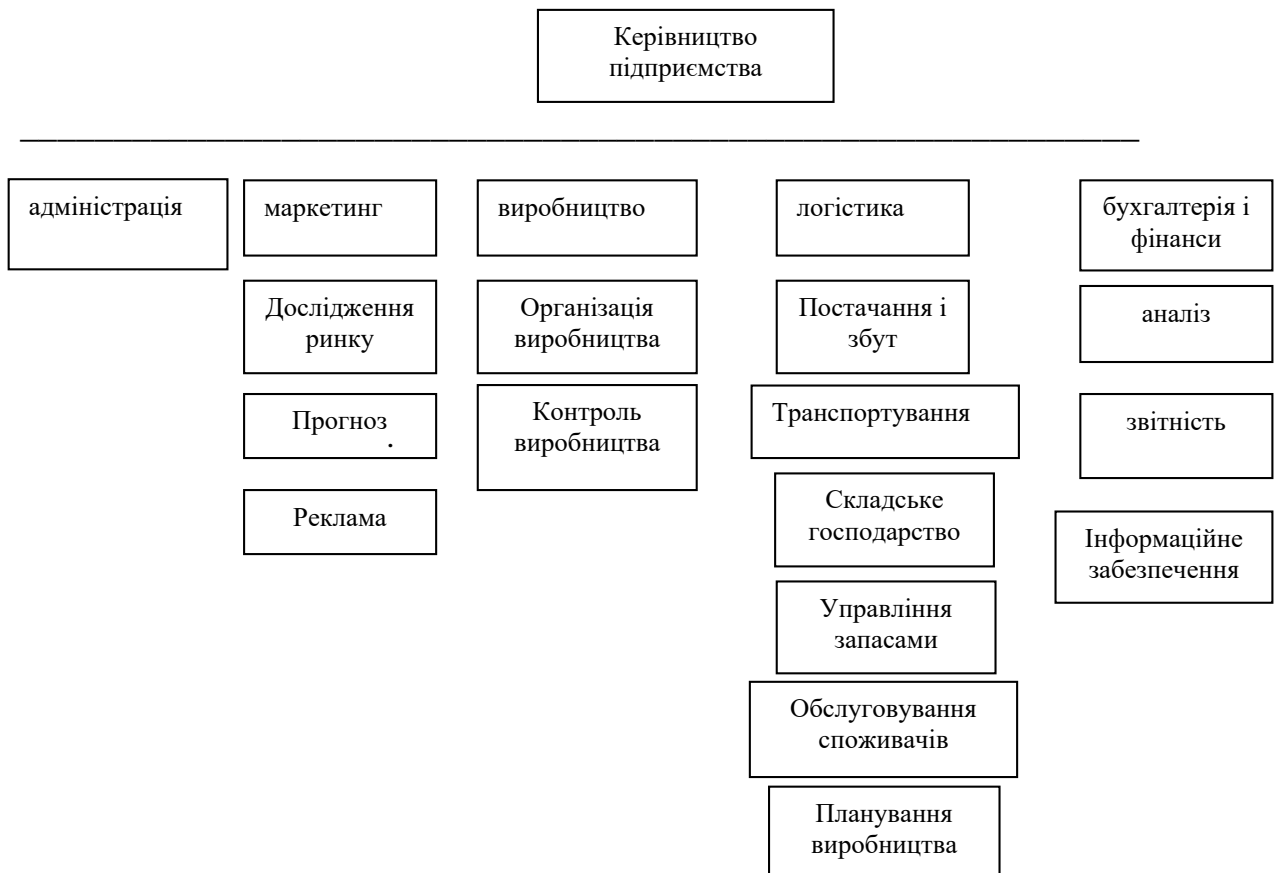 Керівництво
підприємства
адміністрація
маркетинг
виробництво
логістика
бухгалтерія і
фінанси
Дослідження
ринку
Організація
виробництва
Постачання і
збут
аналіз
Прогноз
.
Контроль
виробництва
Транспортування
звітність
Реклама
Складське
господарство
Інформаційне
забезпечення
Управління
запасами
Обслуговування
споживачів
Планування
виробництва